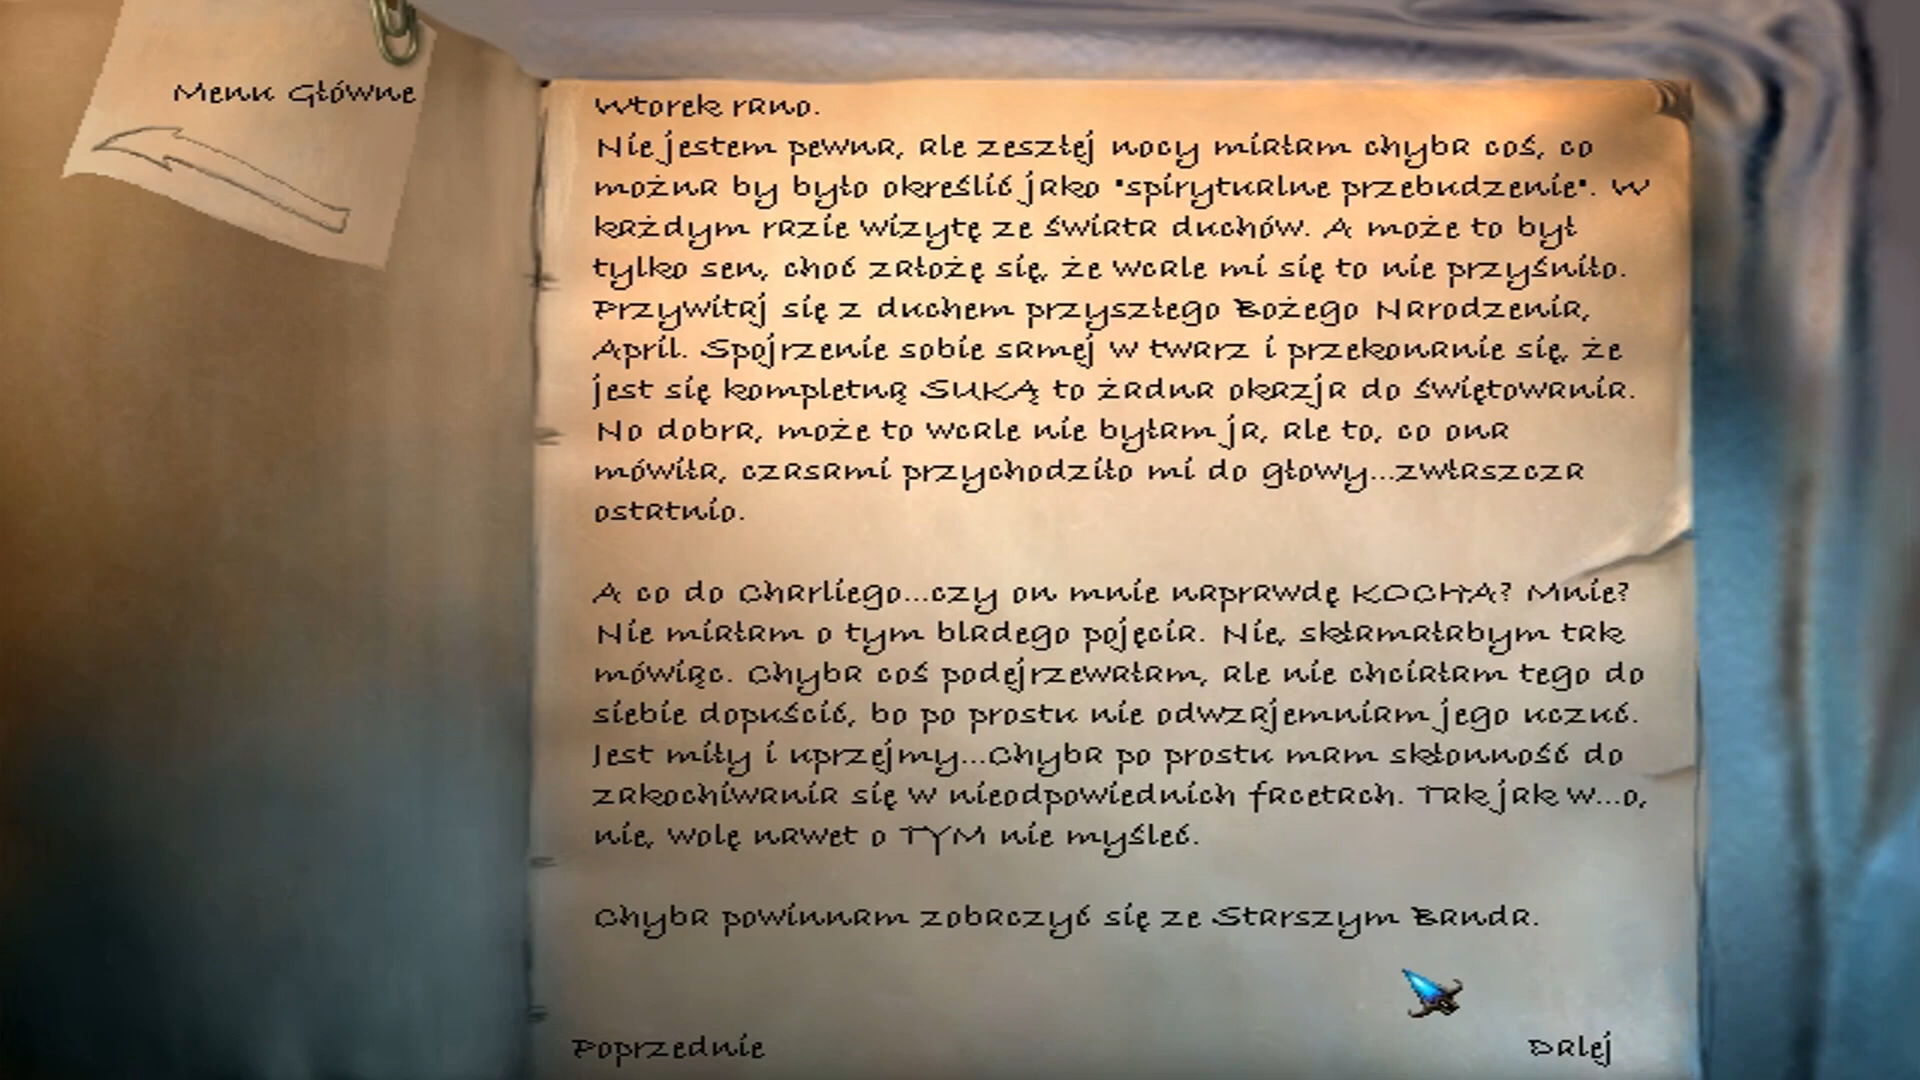 Menu Główne
Wtorek rano.
Nie jestem pewna, ale zeszłej nocy miałam chyba coś, co
można by było określić jako "spirytualne przebudzenie". W
każdym razie wizytę ze świata duchów. A może to był
tylko sen, choć założę się, że wcale mi się to nie przyśniło.
Przywitaj się z duchem przyszłego Bożego Narodzenia,
April. Spojrzenie sobie samej w twarz i przekonanie się, że
jest się kompletną SUKĄ to żadna okazja do świętowania.
No dobra, może to wcale nie byłam ja, ale to, co ona
mówiła, czasami przychodziło mi do głowy...zwłaszcza
ostatnio.
A co do Charliego...czy on mnie naprawdę KOCHA? Mnie?
Nie miałam o tym bladego pojęcia. Nie, skłamałabym tak
mówiąc. Chyba coś podejrzewałam, ale nie chciałam tego do
siebie dopuścić, bo po prostu nie odwzajemniam jego uczuć.
Jest miły i uprzejmy...Chyba po prostu mam skłonność do
zakochiwania się w nieodpowiednich facetach. Tak jak w...o,
nie, wolę nawet o TYM nie myśleć.
Chyba powinnam zobaczyć się ze Starszym Banda.
Poprzednie
Dalej